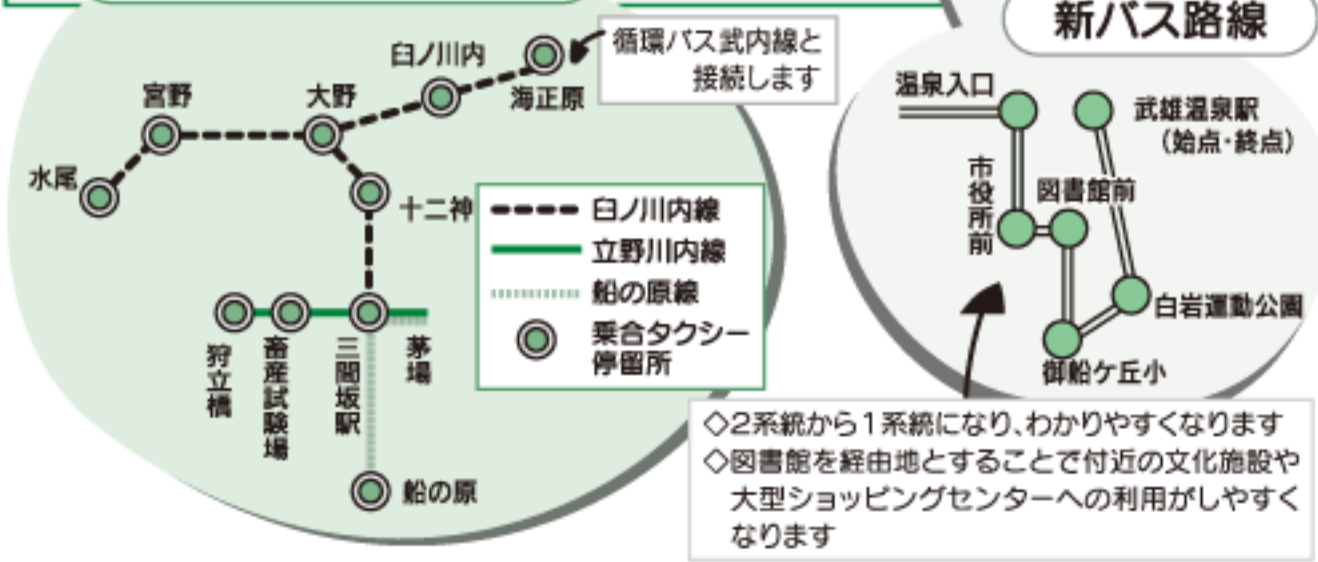 新バス路線
循環バス武内線と
接続します
臼ノ川内
海正原
宮野
大野
水尾
十二神
臼ノ川内線
立野川内線
船の原線
乗合タクシー
停留所
狩立橋
畜産試験場
三間坂駅
茅場
船の原
温泉入口
武雄温泉駅
（始点・終点）
市役所前
図書館前
白岩運動公園
御船ケ丘小
◇2系統から1系統になり、わかりやすくなります
◇図書館を経由地とすることで付近の文化施設や
大型ショッピングセンターへの利用がしやすく
なります